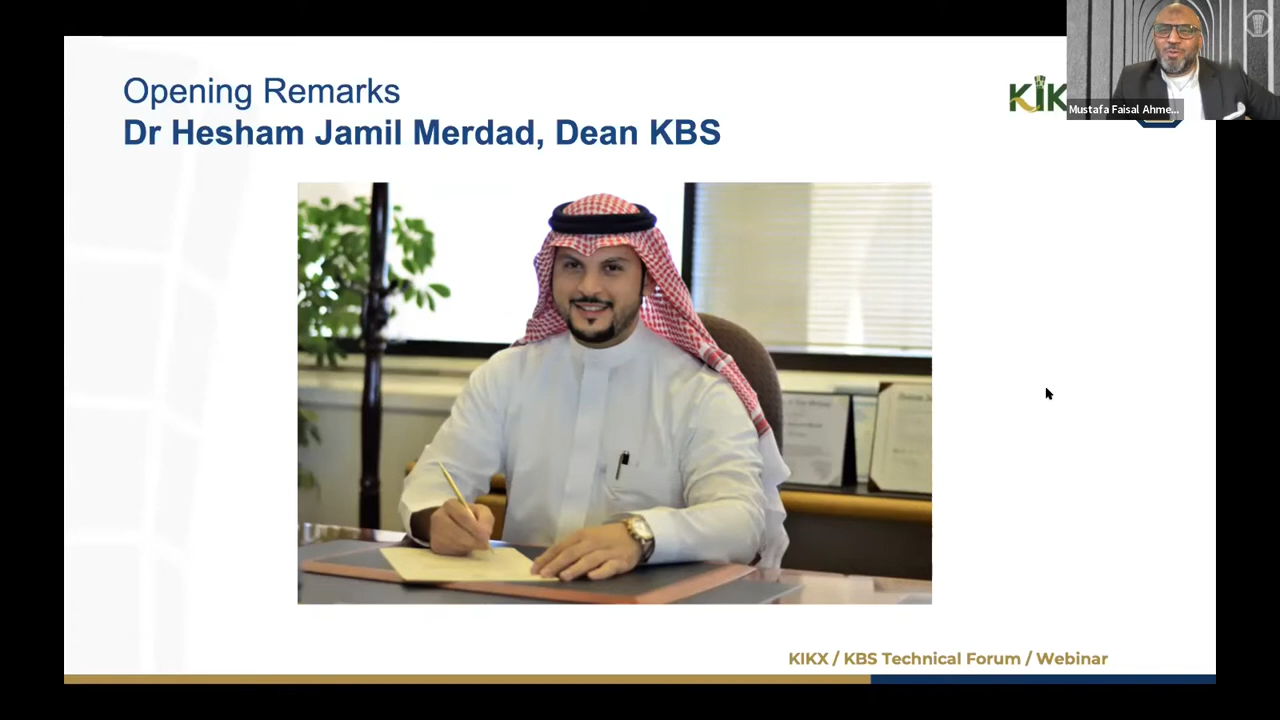 Opening Remarks
Dr Hesham Jamil Merdad, Dean KBS
KIK
Mustafa Faisal Ahme...
KIKX / KBS Technical Forum / Webinar